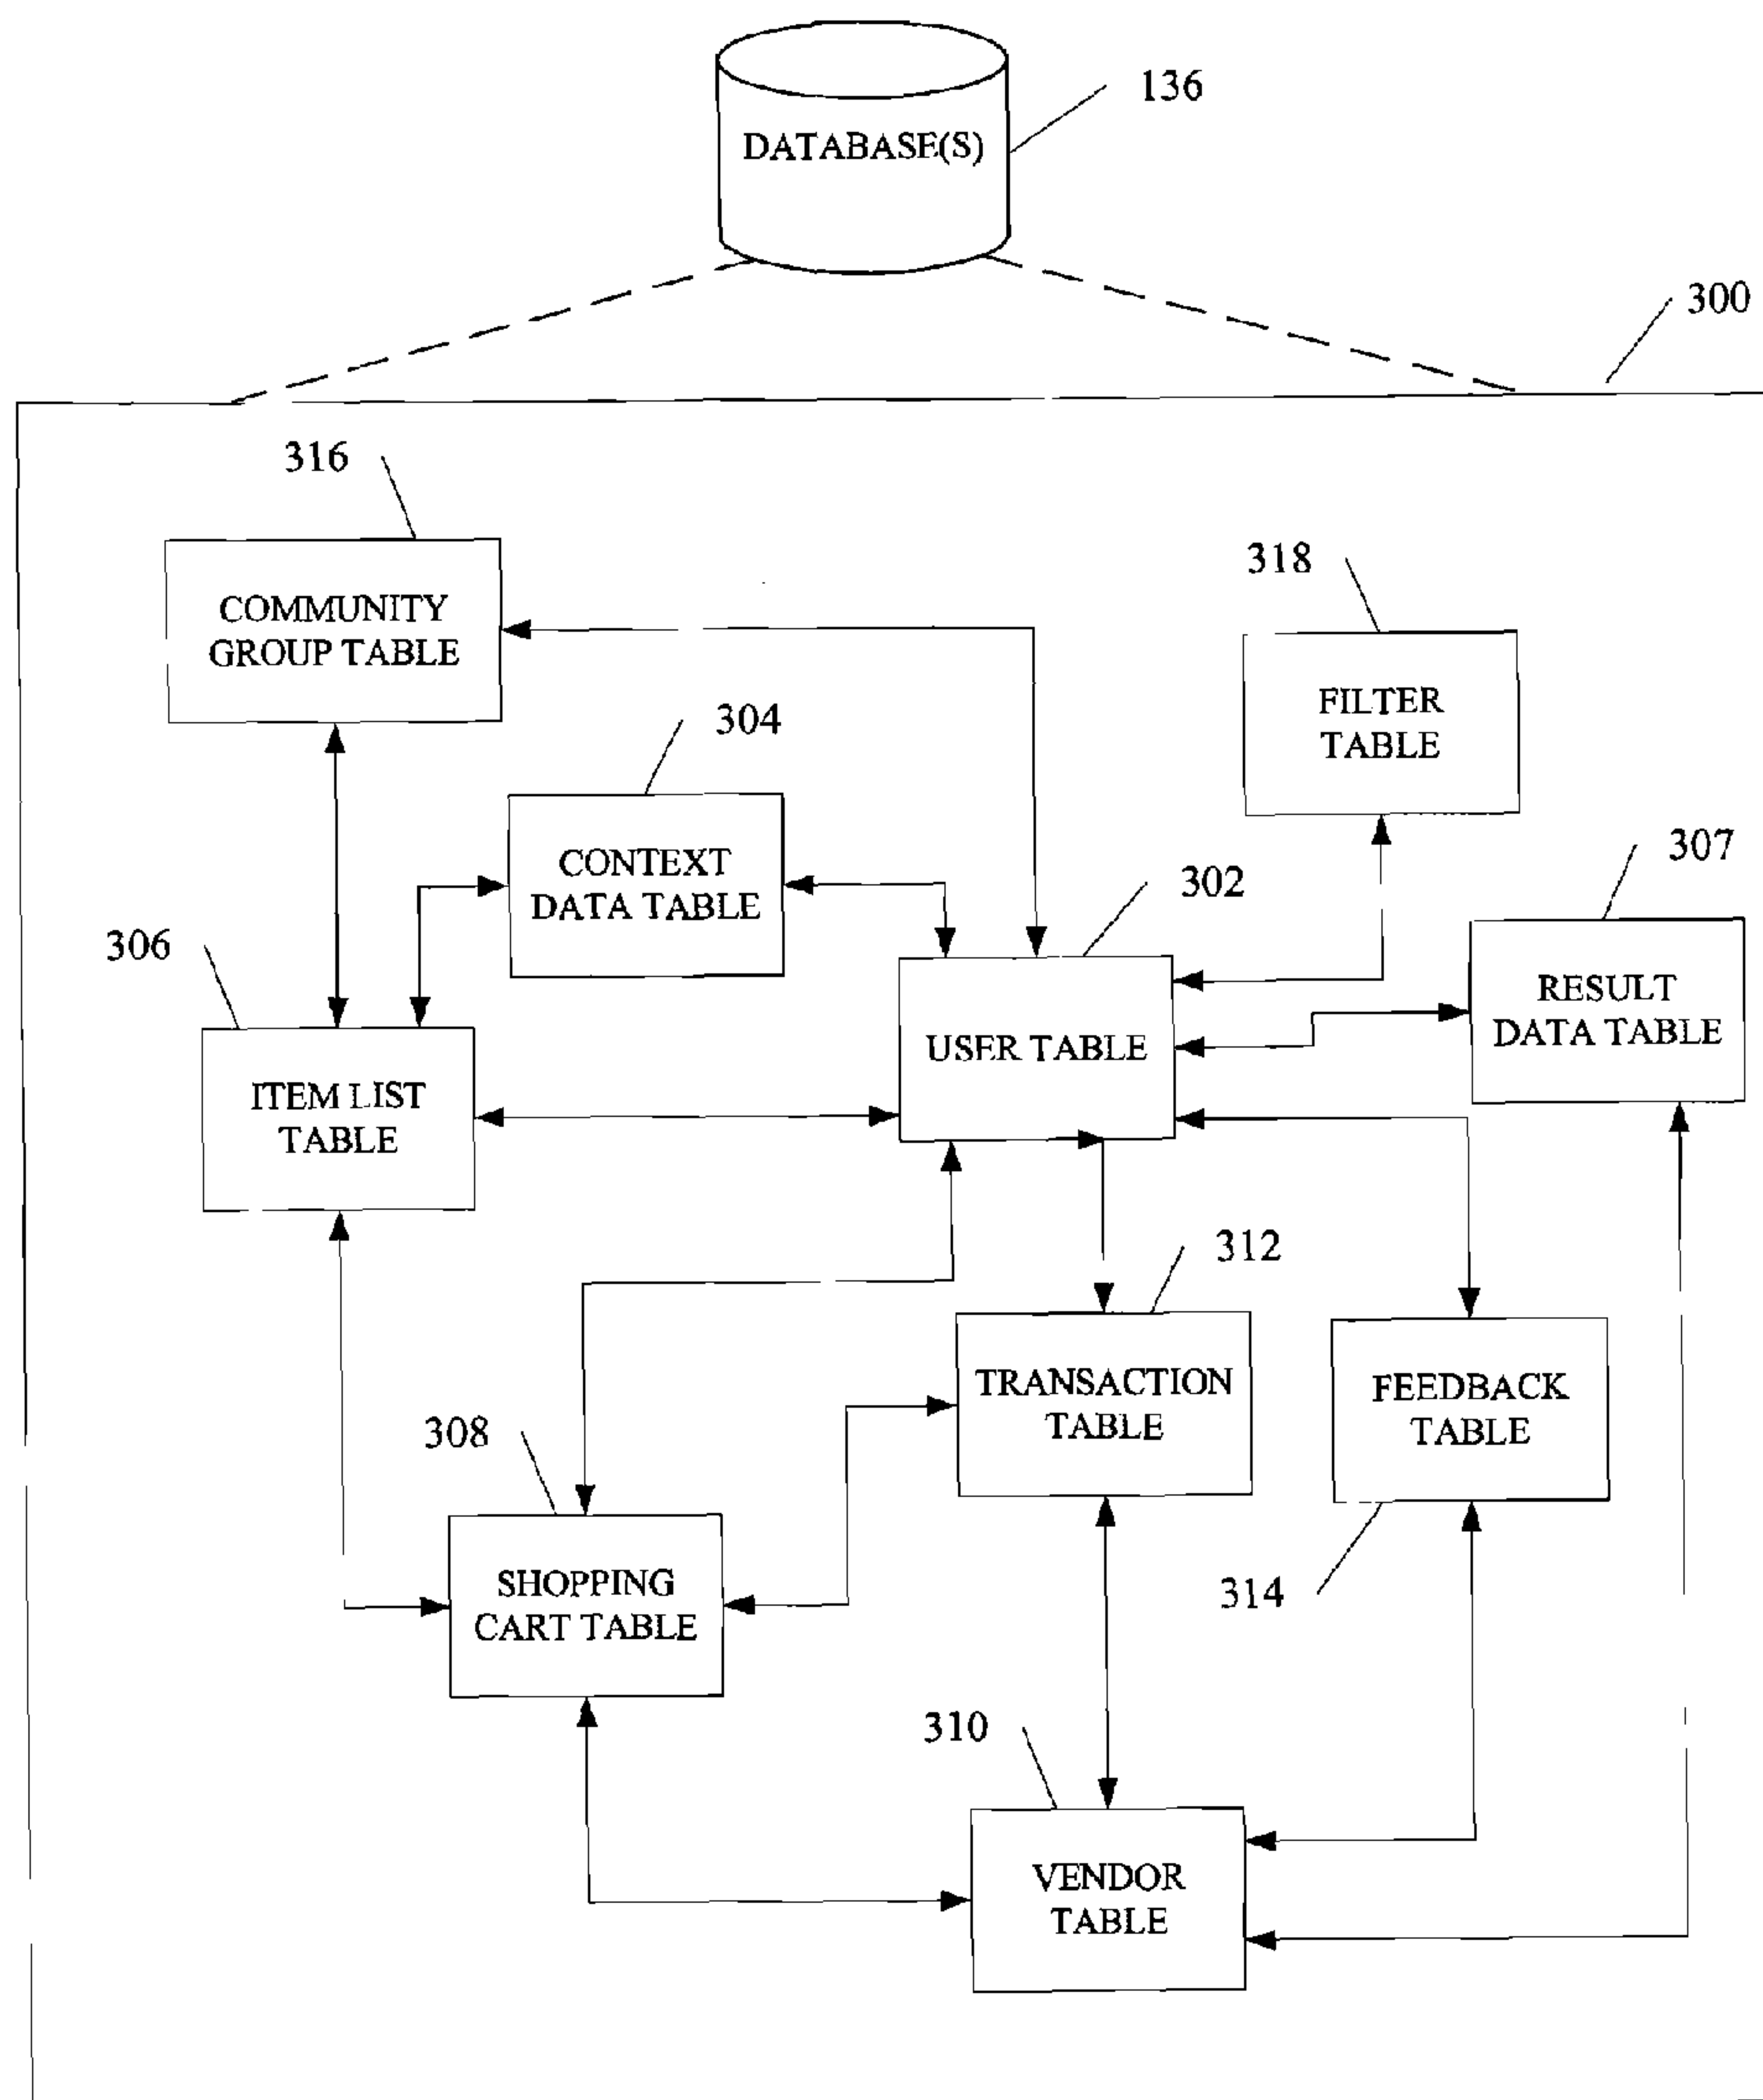 136
DATABASE(S)
300
316
COMMUNITY
GROUP TABLE
318
FILTER
TABLE
304
CONTEXT
DATA TABLE
302
307
306
USER TABLE
RESULT
DATA TABLE
ITEM LIST
TABLE
312
TRANSACTION
TABLE
FEEDBACK
TABLE
308
314
SHOPPING
CART TABLE
310
VENDOR
TABLE